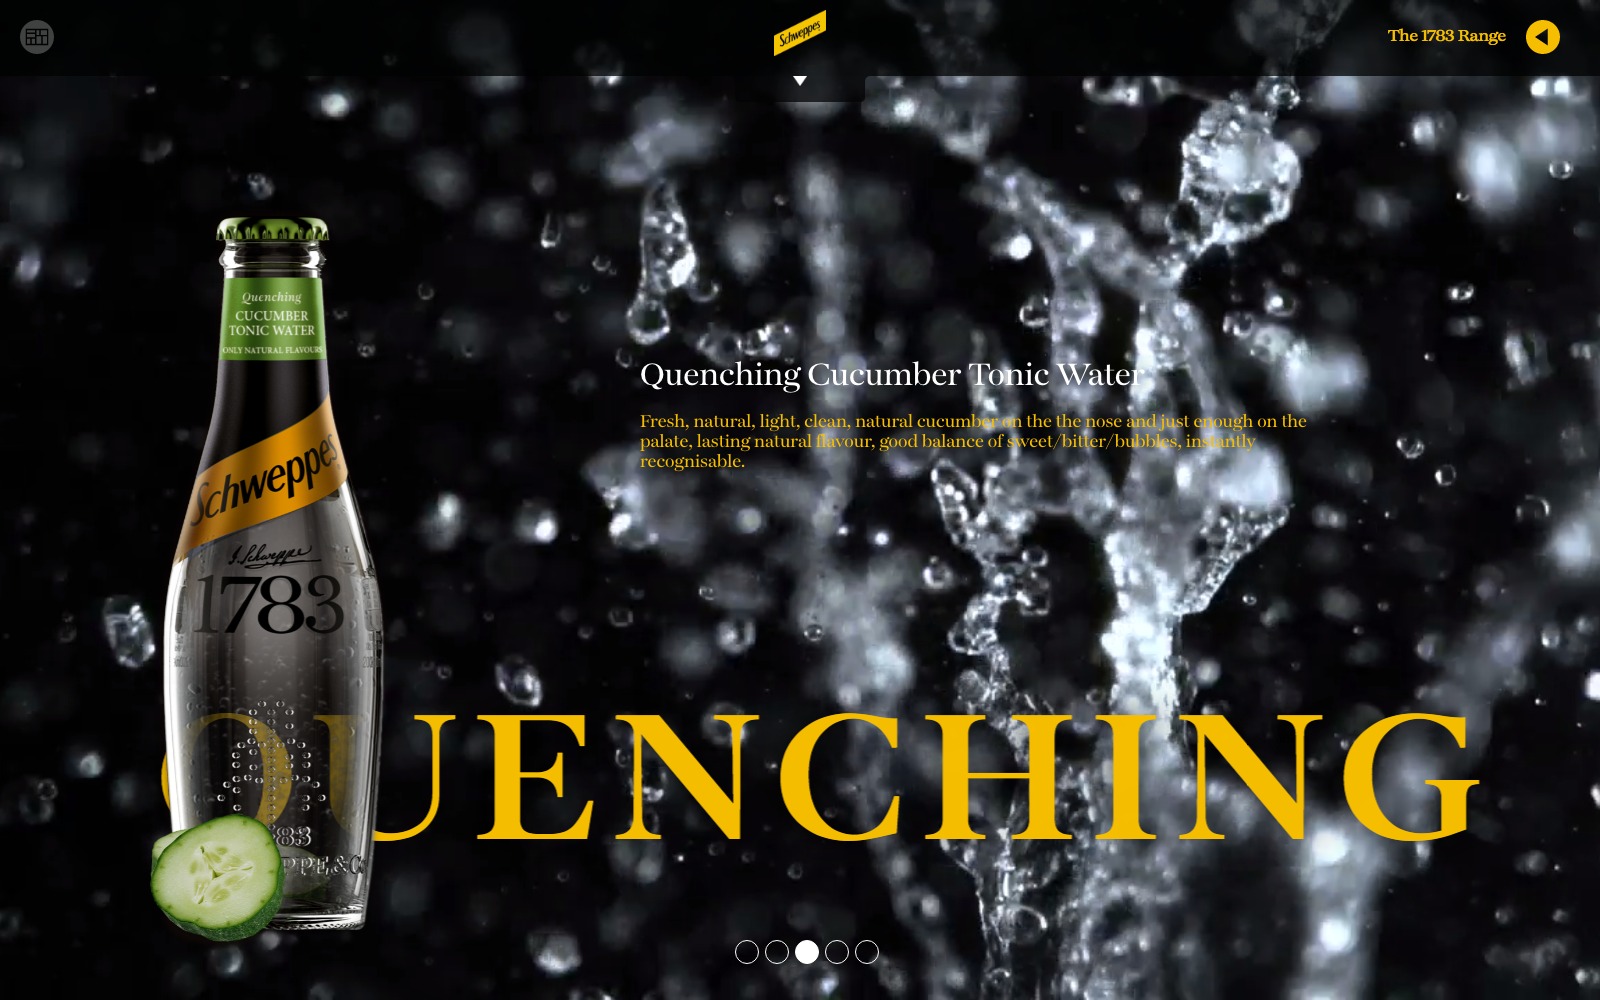 Schweppes
The 1783 Range
Quenching
CUCUMBER
TONIC WATER
ONLY NATURAL FLAVOURS
Quenching Cucumber Tonic Water
Fresh, natural, light, clean, natural cucumber on the the nose and just enough on the
palate, lasting natural flavour, good balance of sweet/bitter/bubbles, instantly
recognisable.
Schweppes
J. Schweppe
1783
QUENCHING